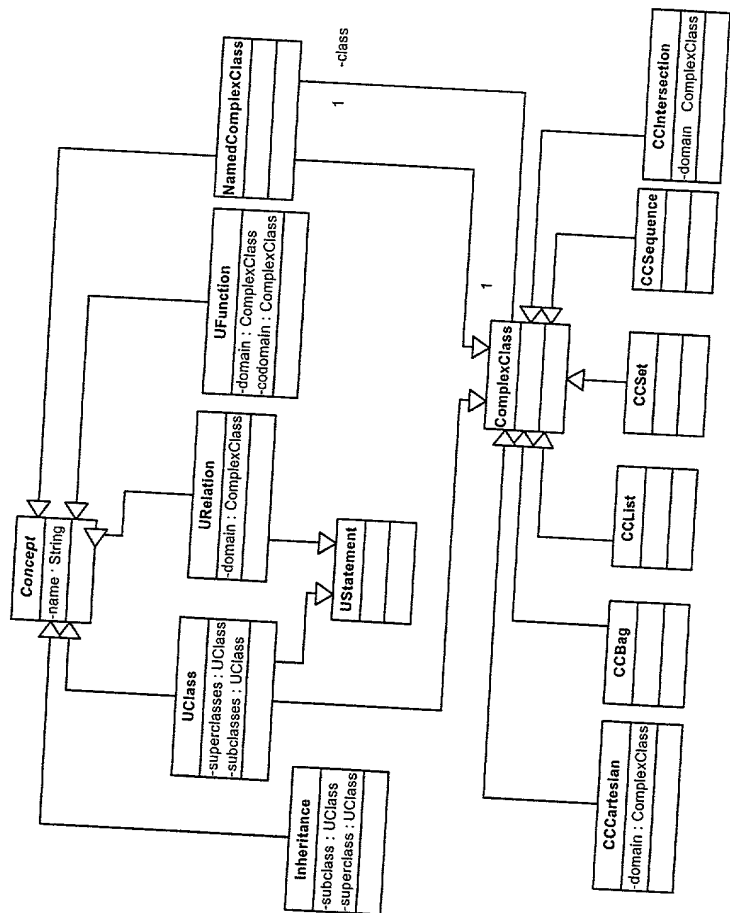 Concept
-name : String
Inheritance
-subclass : UClass
-superclass : UClass
UClass
-superclasses : UClass
-subclasses : UClass
URelation
-domain : ComplexClass
UFunction
-domain : ComplexClass
-codomain : ComplexClass
NamedComplexClass
UStatement
1
-class
1
ComplexClass
CCCartesian
-domain : ComplexClass
CCBag
CCList
CCSet
CCSequence
CCIntersection
-domain ComplexClass